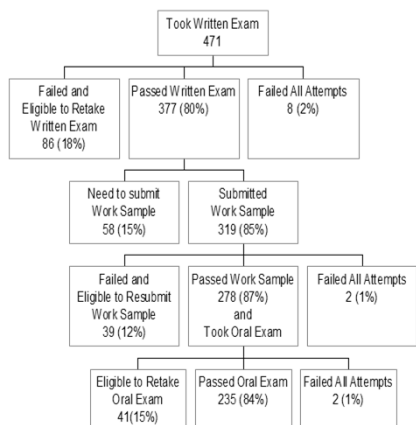 Took Written Exam
471
Failed and
Eligible to Retake
Written Exam
86 (18%)
Passed Written Exam
377 (80%)
Failed All Attempts
8 (2%)
Need to submit
Work Sample
58 (15%)
Submitted
Work Sample
319 (85%)
Failed and
Eligible to Resubmit
Work Sample
39 (12%)
Passed Work Sample
278 (87%)
and
Took Oral Exam
Failed All Attempts
2 (1%)
Eligible to Retake
Oral Exam
41(15%)
Passed Oral Exam
235 (84%)
Failed All Attempts
2 (1%)